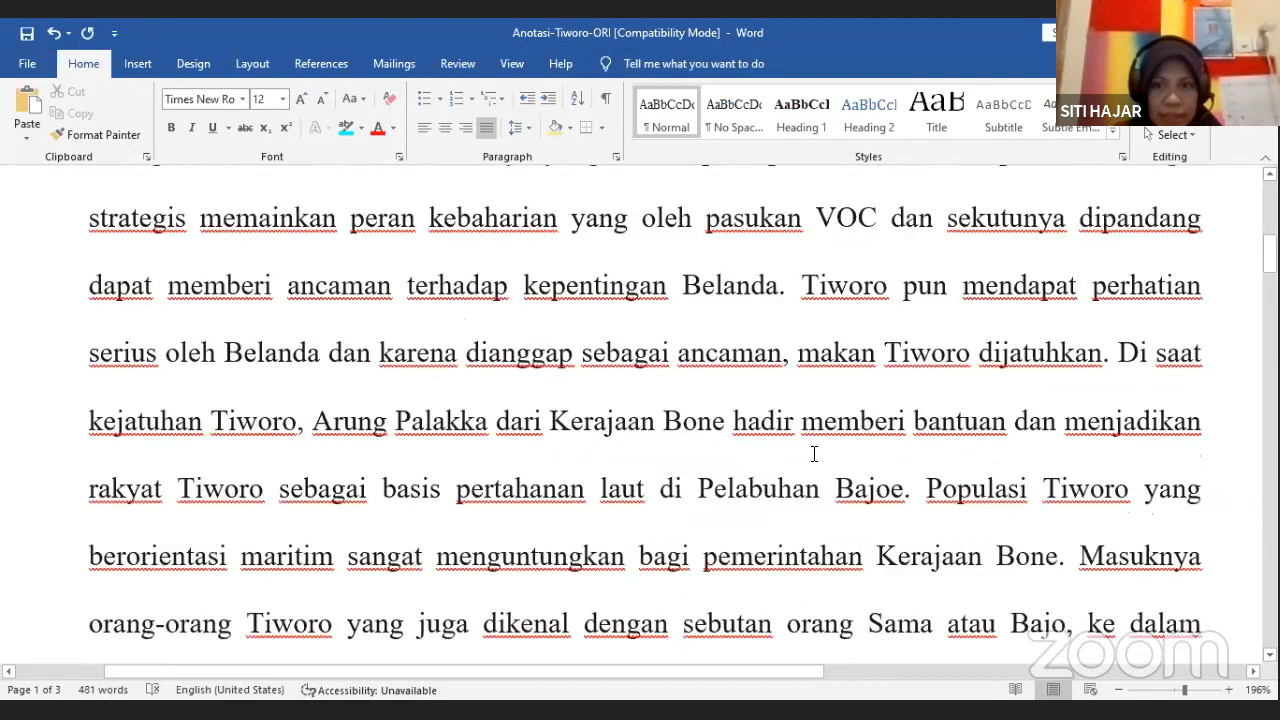 Anotasi-Tiworo-ORI [Compatibility Mode] - Word
File Home Insert Design Layout References Mailings Review View Help Tell me what you want to do
SITI HAJAR
Paste
Cut
Copy
Format Painter
Clipboard
Times New Ro 12
Font
Paragraph
AaBbCcDc AaBbCcDc AaBbCcl AaBbCcD AaB AaBbCcD
¶ Normal ¶ No Spac... Heading 1 Heading 2 Title Subtitle Subtle Em...
Styles
Select
Editing
strategis memainkan peran kebaharian yang oleh pasukan VOC dan sekutunya dipandang
dapat memberi ancaman terhadap kepentingan Belanda. Tiworo pun mendapat perhatian
serius oleh Belanda dan karena dianggap sebagai ancaman, makan Tiworo dijatuhkan. Di saat
kejatuhan Tiworo, Arung Palakka dari Kerajaan Bone hadir memberi bantuan dan menjadikan
rakyat Tiworo sebagai basis pertahanan laut di Pelabuhan Bajoe. Populasi Tiworo yang
berorientasi maritim sangat menguntungkan bagi pemerintahan Kerajaan Bone. Masuknya
orang-orang Tiworo yang juga dikenal dengan sebutan orang Sama atau Bajo, ke dalam
zoom
Page 1 of 3 481 words English (United States) Accessibility: Unavailable 196%